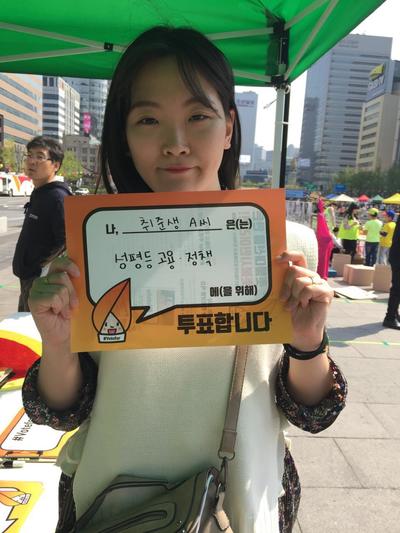 나, 취준생 A씨 은(는)
성평등 고용·정책
에(을 위해)
투표합니다
#Vote